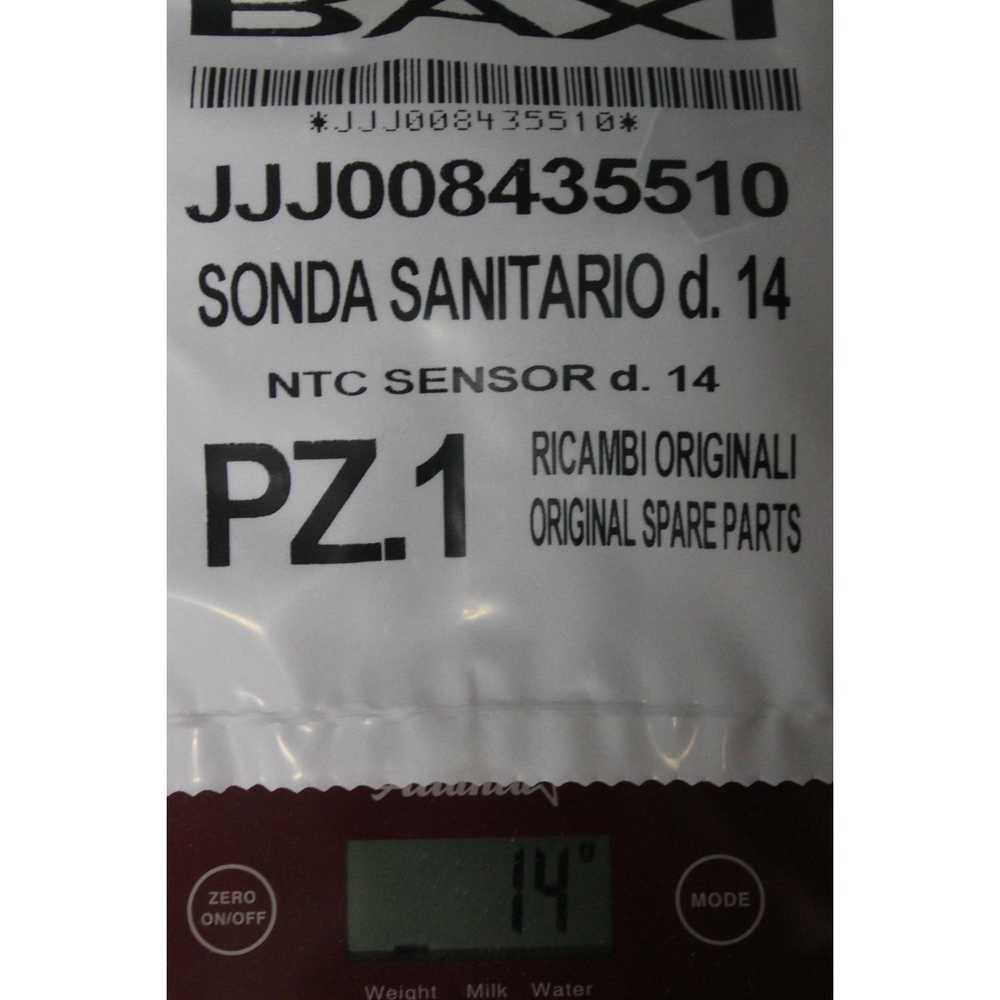 BAXI
*JJJ008435510*
JJJ008435510
SONDA SANITARIO d. 14
NTC SENSOR d. 14
PZ.1
RICAMBI ORIGINALI
ORIGINAL SPARE PARTS
14 g
ZERO
ON/OFF
MODE
Weight Milk Water